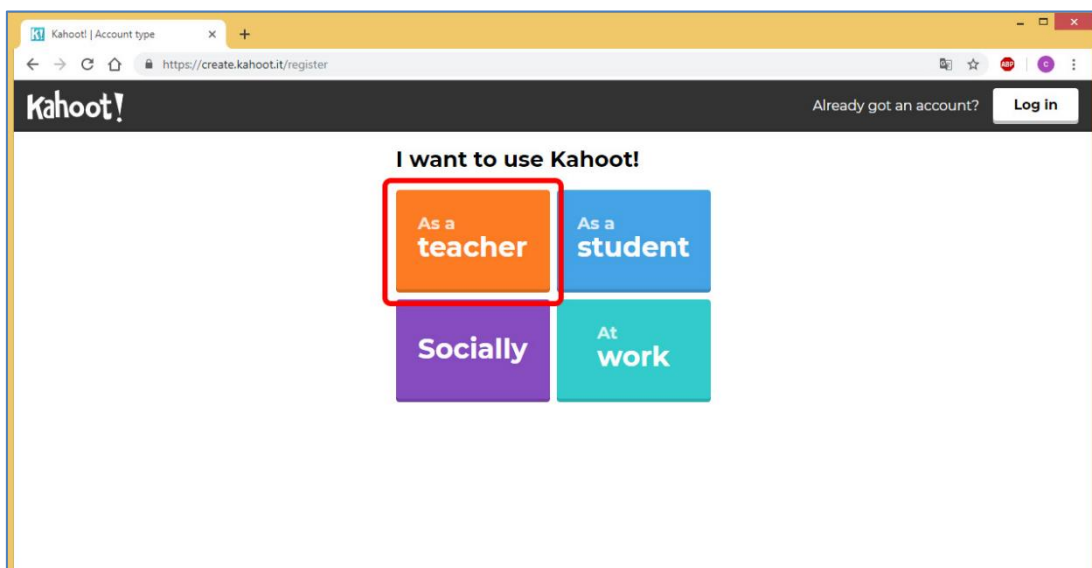 Kahoot! | Account type
https://create.kahoot.it/register
ABP
c
Kahoot!
Already got an account?
Log in
I want to use Kahoot!
As a
teacher
As a
student
Socially
At
work